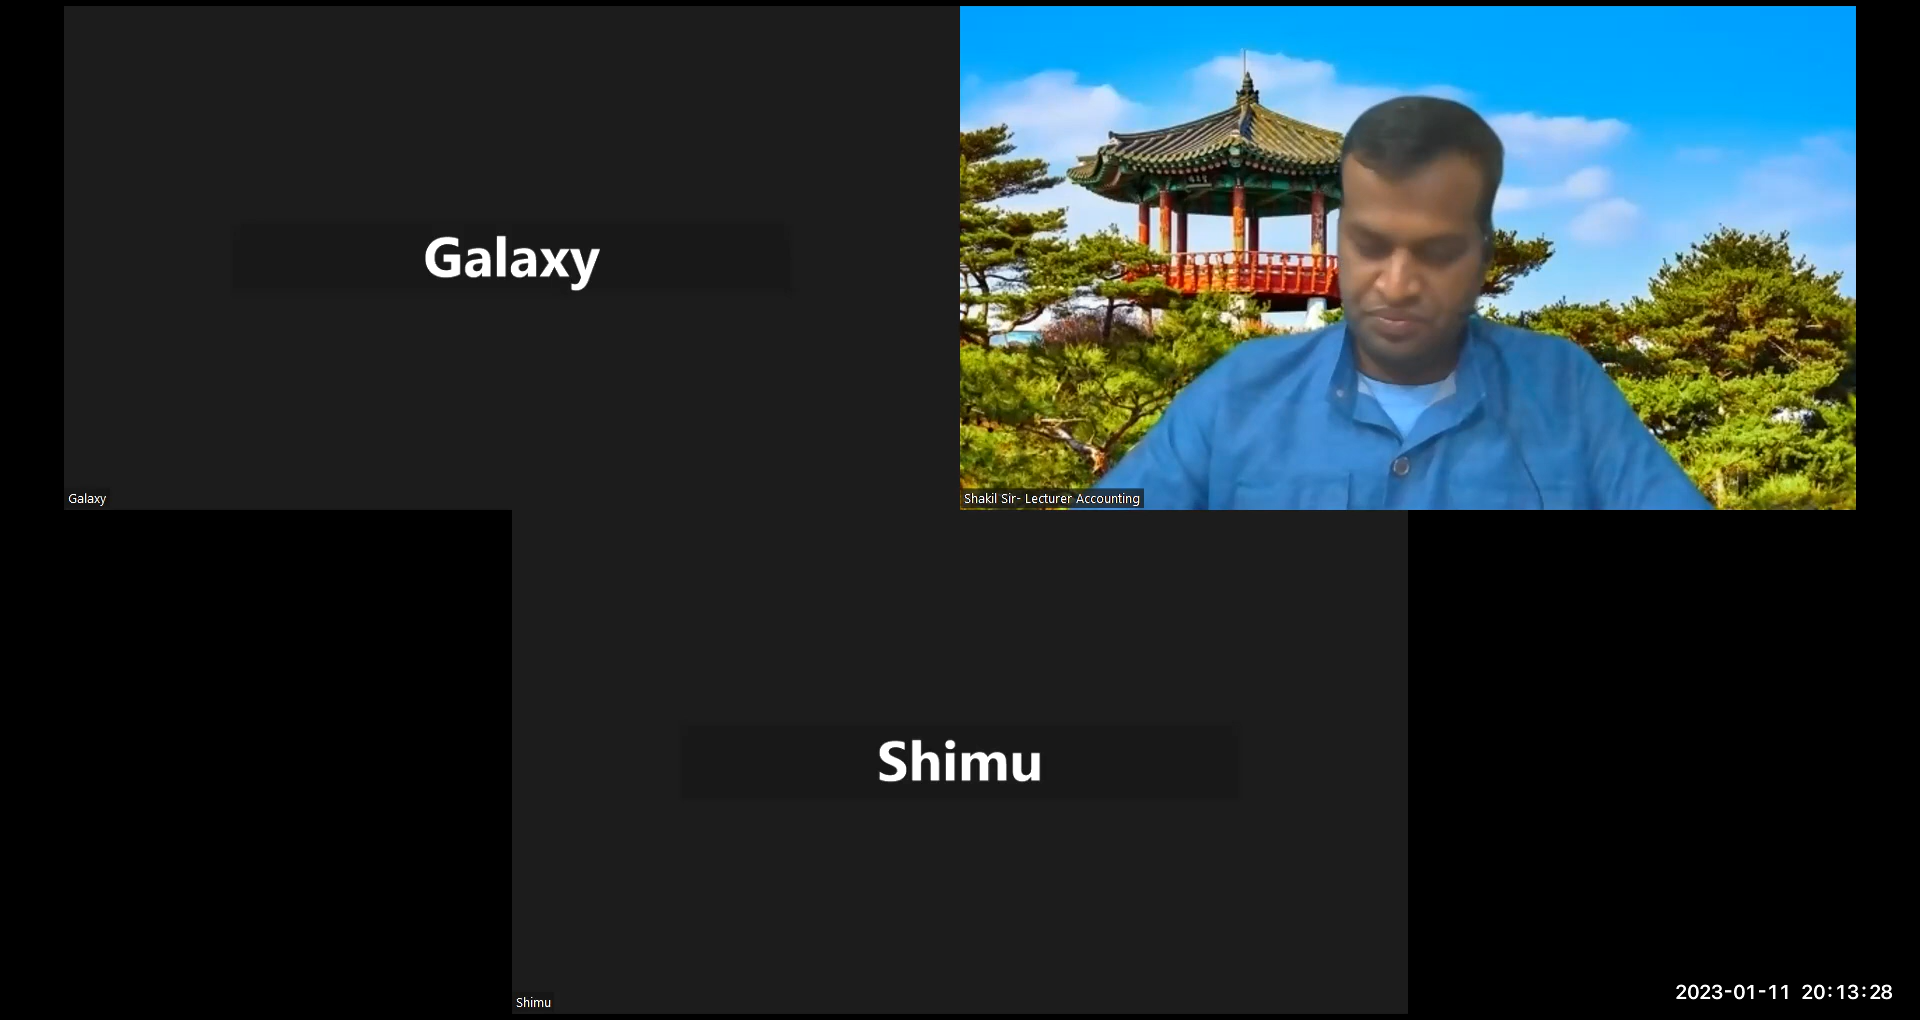 Galaxy
Galaxy
Shakil Sir- Lecturer Accounting
Shimu
Shimu
2023-01-11 20:13:28